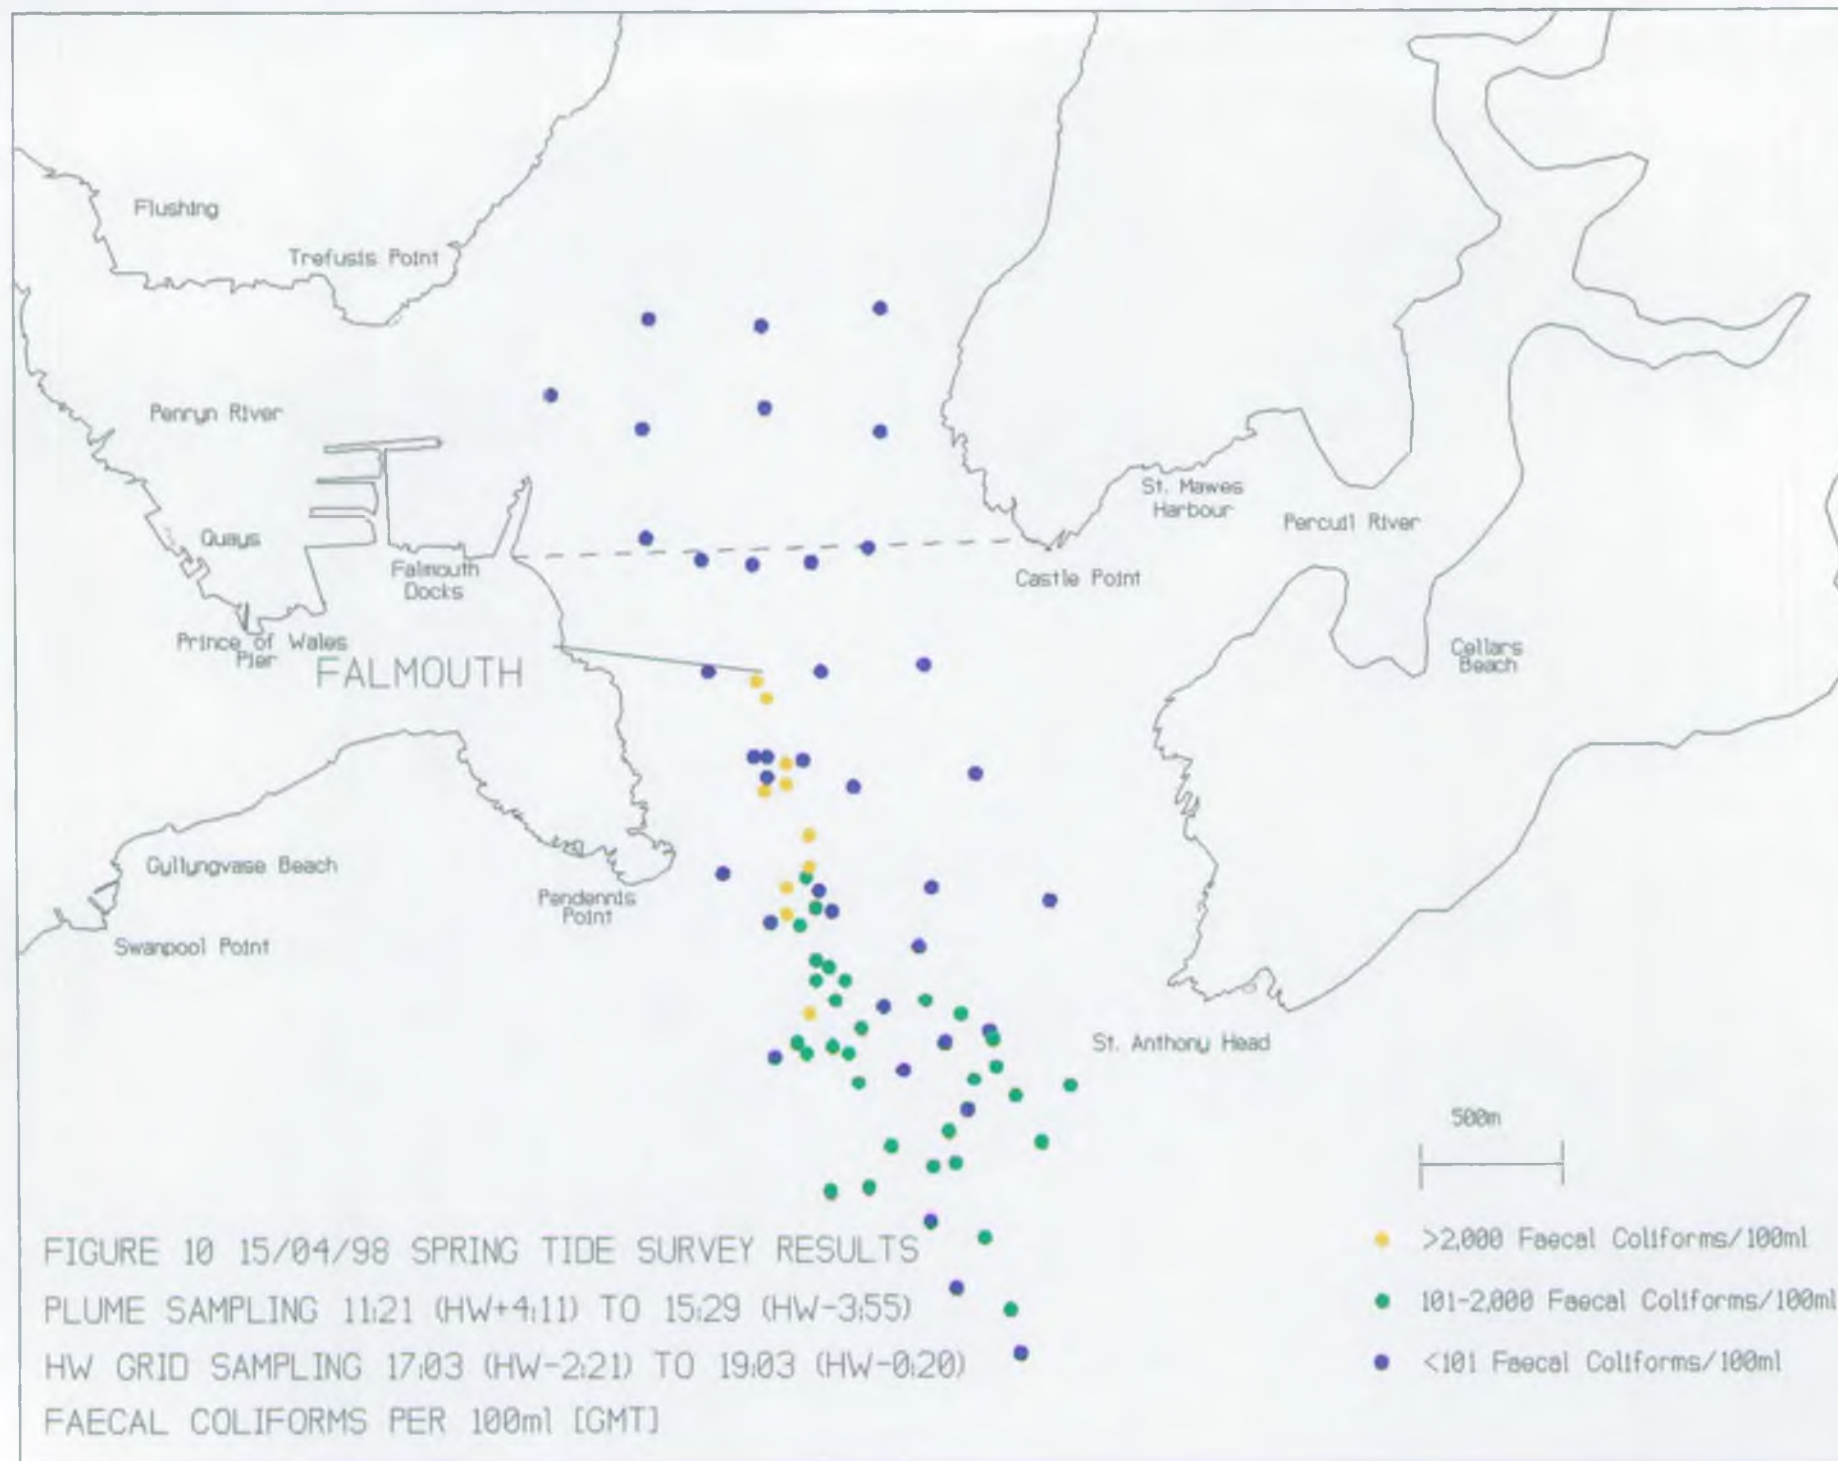 Flushing
Trefusis Point
Penryn River
Quays
Falmouth
Docks
Prince of Wales
Pier
FALMOUTH
St. Mawes
Harbour
Percuil River
Castle Point
Cellars
Beach
Gyllyngvase Beach
Pendennis
Point
Swanpool Point
St. Anthony Head
500m
FIGURE 10 15/04/98 SPRING TIDE SURVEY RESULTS
PLUME SAMPLING 11:21 (HW+4:11) TO 15:29 (HW-3:55)
HW GRID SAMPLING 17:03 (HW-2:21) TO 19:03 (HW-0:20)
FAECAL COLIFORMS PER 100ml [GMT]
>2,000 Faecal Coliforms/100ml
101-2,000 Faecal Coliforms/100ml
<101 Faecal Coliforms/100ml